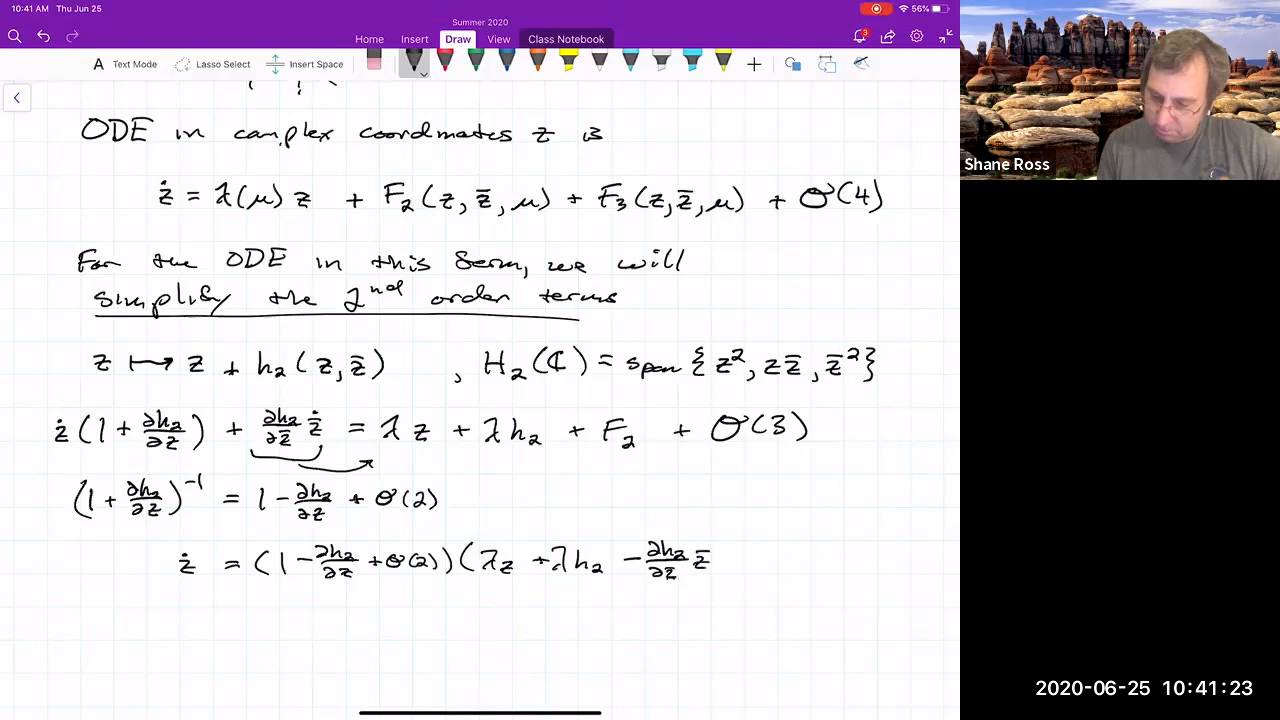 10:41 AM Thu Jun 25
56%
Summer 2020
Home Insert Draw View Class Notebook
3
A Text Mode Lasso Select Insert Space
ODE in complex coordinates z is
ż = λ(μ) z + F₂(z, z̄, μ) + F₃(z, z̄, μ) + O(4)
For the ODE in this form, we will
simplify the 2ⁿᵈ order terms
z ↦ z + h₂(z, z̄) , H₂(ℂ) = span {z², z z̄, z̄²}
ż (1 + ∂h₂/∂z) + ∂h₂/∂z̄ ż̄ = λ z + λ h₂ + F₂ + O(3)
(1 + ∂h₂/∂z)⁻¹ = 1 - ∂h₂/∂z + O(2)
ż = (1 - ∂h₂/∂z + O(2)) (λz + λh₂ - ∂h₂/∂z̄ z̄
Shane Ross
2020-06-25 10:41:23